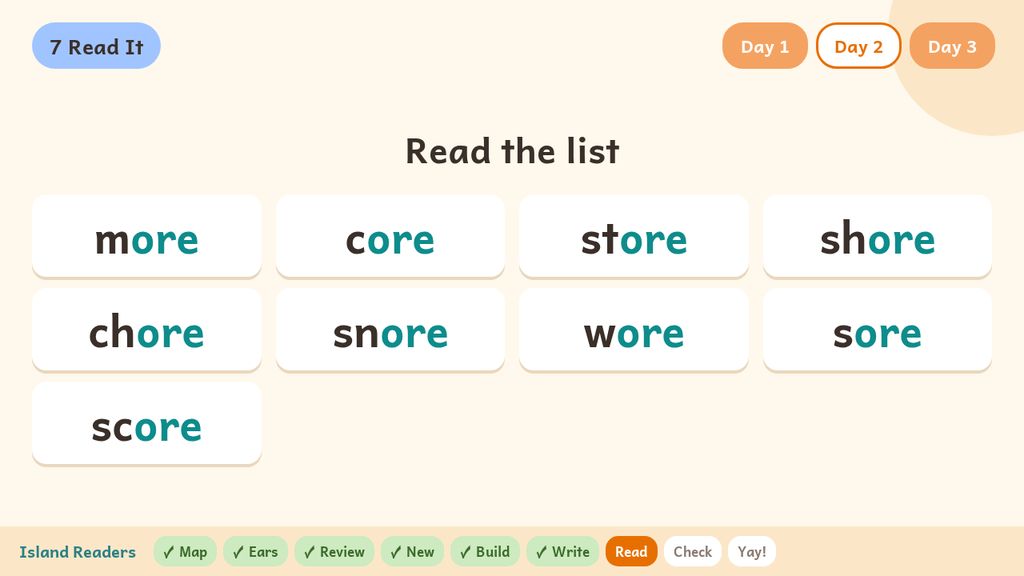 7 Read It
Day 1 Day 2 Day 3
Read the list
more core store shore
chore snore wore sore
score
Island Readers ✓ Map ✓ Ears ✓ Review ✓ New ✓ Build ✓ Write Read Check Yay!